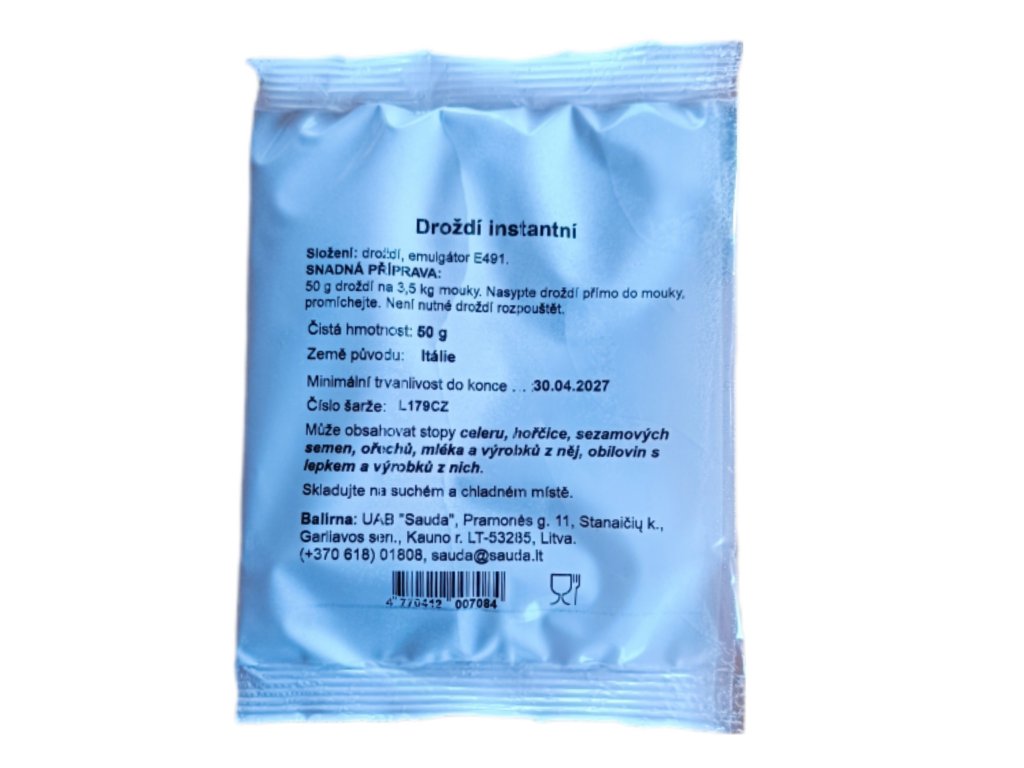 Droždí instantní
Složení: droždí, emulgátor E491.
SNADNÁ PŘÍPRAVA:
50 g droždí na 3,5 kg mouky. Nasypte droždí přímo do mouky,
promíchejte. Není nutné droždí rozpouštět.
Čistá hmotnost: 50 g
Země původu: Itálie
Minimální trvanlivost do konce . . :30.04.2027
Číslo šarže: L179CZ
Může obsahovat stopy celeru, hořčice, sezamových
semen, ořechů, mléka a výrobků z něj, obilovin s
lepkem a výrobků z nich.
Skladujte na suchém a chladném místě.
Balírna: UAB "Sauda", Pramonės g. 11, Stanaičių k.,
Garliavos sen., Kauno r. LT-53285, Litva.
(+370 618) 01808, sauda@sauda.lt
4 770412 007084